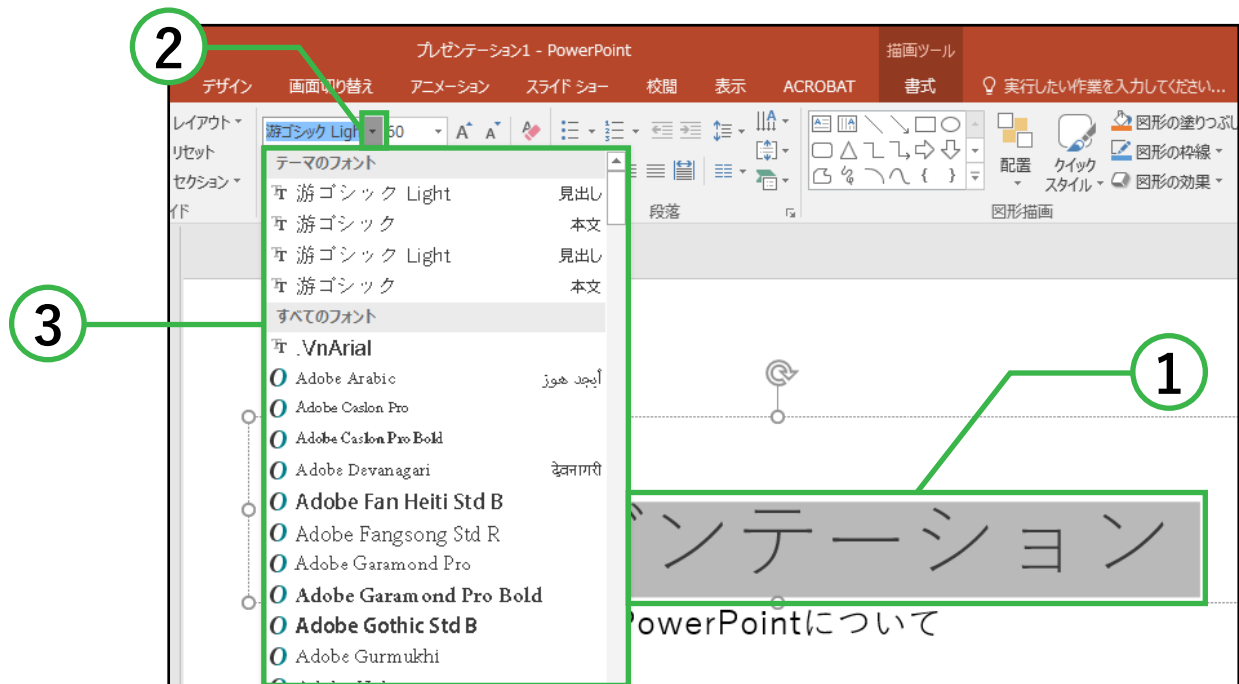 2
プレゼンテーション1 - PowerPoint
描画ツール
デザイン 画面切り替え アニメーション スライド ショー 校閲 表示 ACROBAT 書式 実行したい作業を入力してください...
レイアウト
リセット
セクション
游ゴシック Ligh
60
配置
クイック
スタイル
図形の塗りつぶし
図形の枠線
図形の効果
段落
図形描画
テーマのフォント
游ゴシック Light 見出し
游ゴシック 本文
游ゴシック Light 見出し
游ゴシック 本文
すべてのフォント
3
.VnArial
Adobe Arabic أبجد هوز
Adobe Caslon Pro
Adobe Caslon Pro Bold
Adobe Devanagari देवनागरी
Adobe Fan Heiti Std B
Adobe Fangsong Std R
Adobe Garamond Pro
Adobe Garamond Pro Bold
Adobe Gothic Std B
Adobe Gurmukhi
1
ンテーション
PowerPointについて